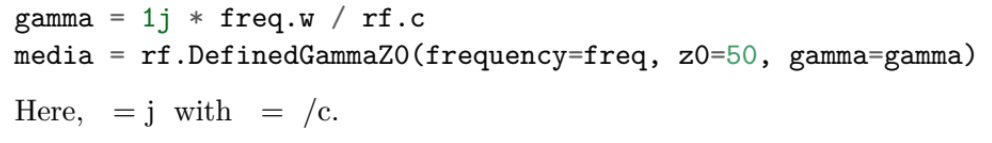 gamma = 1j * freq.w / rf.c
media = rf.DefinedGammaZ0(frequency=freq, z0=50, gamma=gamma)
Here, = j with = /c.